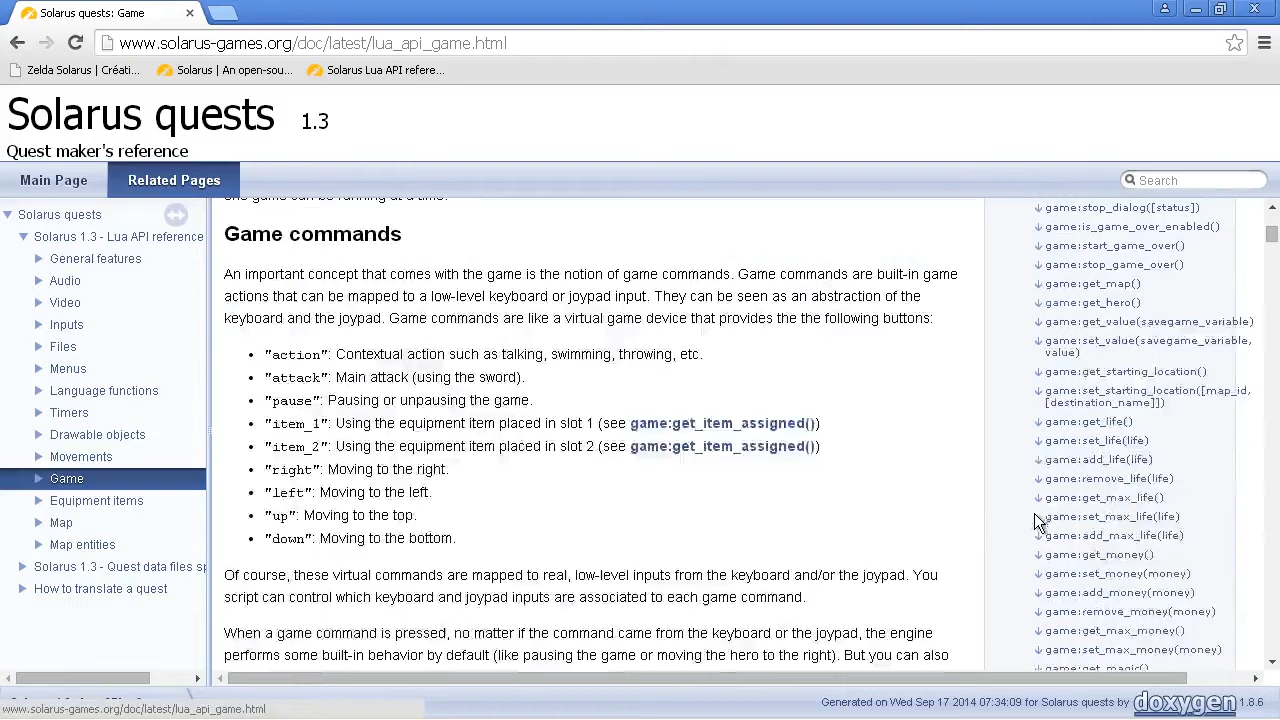 Solarus quests: Game
www.solarus-games.org/doc/latest/lua_api_game.html
Zelda Solarus | Créati...
Solarus | An open-sou...
Solarus Lua API refere...
Solarus quests 1.3
Quest maker's reference
Main Page
Related Pages
Search
Solarus quests
Solarus 1.3 - Lua API reference
General features
Audio
Video
Inputs
Files
Menus
Language functions
Timers
Drawable objects
Movements
Game
Equipment items
Map
Map entities
Solarus 1.3 - Quest data files sp
How to translate a quest
one game can be running at a time.
Game commands
An important concept that comes with the game is the notion of game commands. Game commands are built-in game
actions that can be mapped to a low-level keyboard or joypad input. They can be seen as an abstraction of the
keyboard and the joypad. Game commands are like a virtual game device that provides the the following buttons:
• "action": Contextual action such as talking, swimming, throwing, etc.
• "attack": Main attack (using the sword).
• "pause": Pausing or unpausing the game.
• "item_1": Using the equipment item placed in slot 1 (see game:get_item_assigned())
• "item_2": Using the equipment item placed in slot 2 (see game:get_item_assigned())
• "right": Moving to the right.
• "left": Moving to the left.
• "up": Moving to the top.
• "down": Moving to the bottom.
Of course, these virtual commands are mapped to real, low-level inputs from the keyboard and/or the joypad. You
script can control which keyboard and joypad inputs are associated to each game command.
When a game command is pressed, no matter if the command came from the keyboard or the joypad, the engine
performs some built-in behavior by default (like pausing the game or moving the hero to the right). But you can also
game:stop_dialog([status])
game:is_game_over_enabled()
game:start_game_over()
game:stop_game_over()
game:get_map()
game:get_hero()
game:get_value(savegame_variable)
game:set_value(savegame_variable,
value)
game:get_starting_location()
game:set_starting_location([map_id,
[destination_name]])
game:get_life()
game:set_life(life)
game:add_life(life)
game:remove_life(life)
game:get_max_life()
game:set_max_life(life)
game:add_max_life(life)
game:get_money()
game:set_money(money)
game:add_money(money)
game:remove_money(money)
game:get_max_money()
game:set_max_money(money)
game:get_magic()
www.solarus-games.org/doc/latest/lua_api_game.html
Generated on Wed Sep 17 2014 07:34:09 for Solarus quests by doxygen 1.8.6